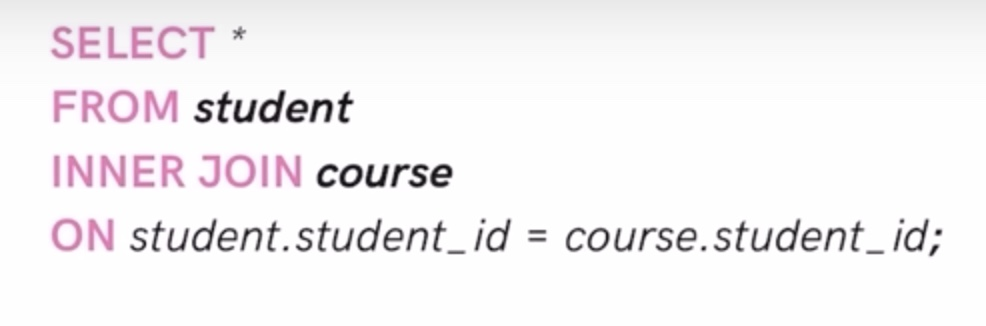 SELECT *
FROM student
INNER JOIN course
ON student.student_id = course.student_id;